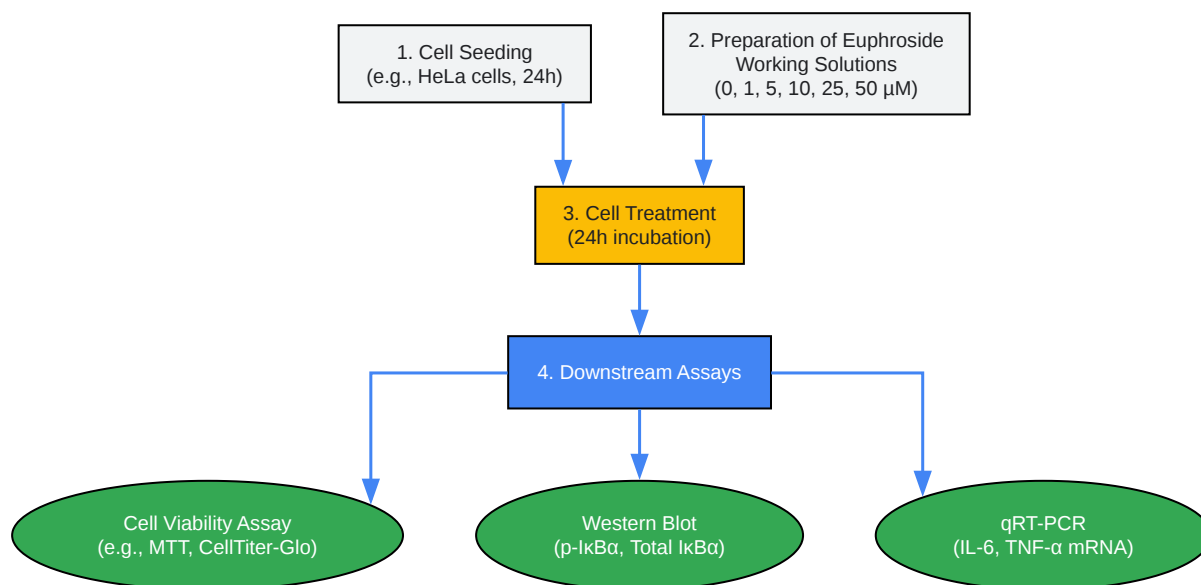 1. Cell Seeding
(e.g., HeLa cells, 24h)
2. Preparation of Euphroside
Working Solutions
(0, 1, 5, 10, 25, 50 µM)
3. Cell Treatment
(24h incubation)
4. Downstream Assays
Cell Viability Assay
(e.g., MTT, CellTiter-Glo)
Western Blot
(p-IκBα, Total IκBα)
qRT-PCR
(IL-6, TNF-α mRNA)